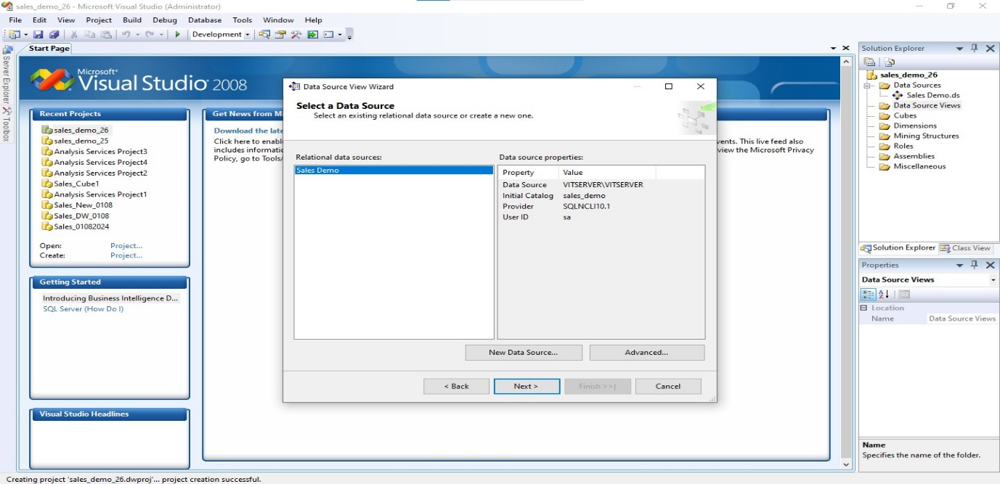 sales_demo_26 - Microsoft Visual Studio (Administrator)
File Edit View Project Build Debug Database Tools Window Help
Development
Start Page
Server Explorer
Toolbox
Microsoft®
Visual Studio® 2008
Recent Projects
sales_demo_26
sales_demo_25
Analysis Services Project3
Analysis Services Project4
Analysis Services Project2
Sales_Cube1
Analysis Services Project1
Sales_New_0108
Sales_DW_0108
Sales_01082024
Open: Project...
Create: Project...
Getting Started
Introducing Business Intelligence D...
SQL Server (How Do I)
Visual Studio Headlines
Get News from M
Download the late
Click here to enabl
includes informatic
Policy, go to Tools/
vents. This live feed also
view the Microsoft Privacy
Data Source View Wizard
Select a Data Source
Select an existing relational data source or create a new one.
Relational data sources:
Sales Demo
Data source properties:
Property Value
Data Source VITSERVER\VITSERVER
Initial Catalog sales_demo
Provider SQLNCLI10.1
User ID sa
New Data Source... Advanced...
< Back Next > Finish >>| Cancel
Solution Explorer
sales_demo_26
Data Sources
Sales Demo.ds
Data Source Views
Cubes
Dimensions
Mining Structures
Roles
Assemblies
Miscellaneous
Solution Explorer Class View
Properties
Data Source Views
Location
Name Data Source Views
Name
Specifies the name of the folder.
Creating project 'sales_demo_26.dwproj'... project creation successful.